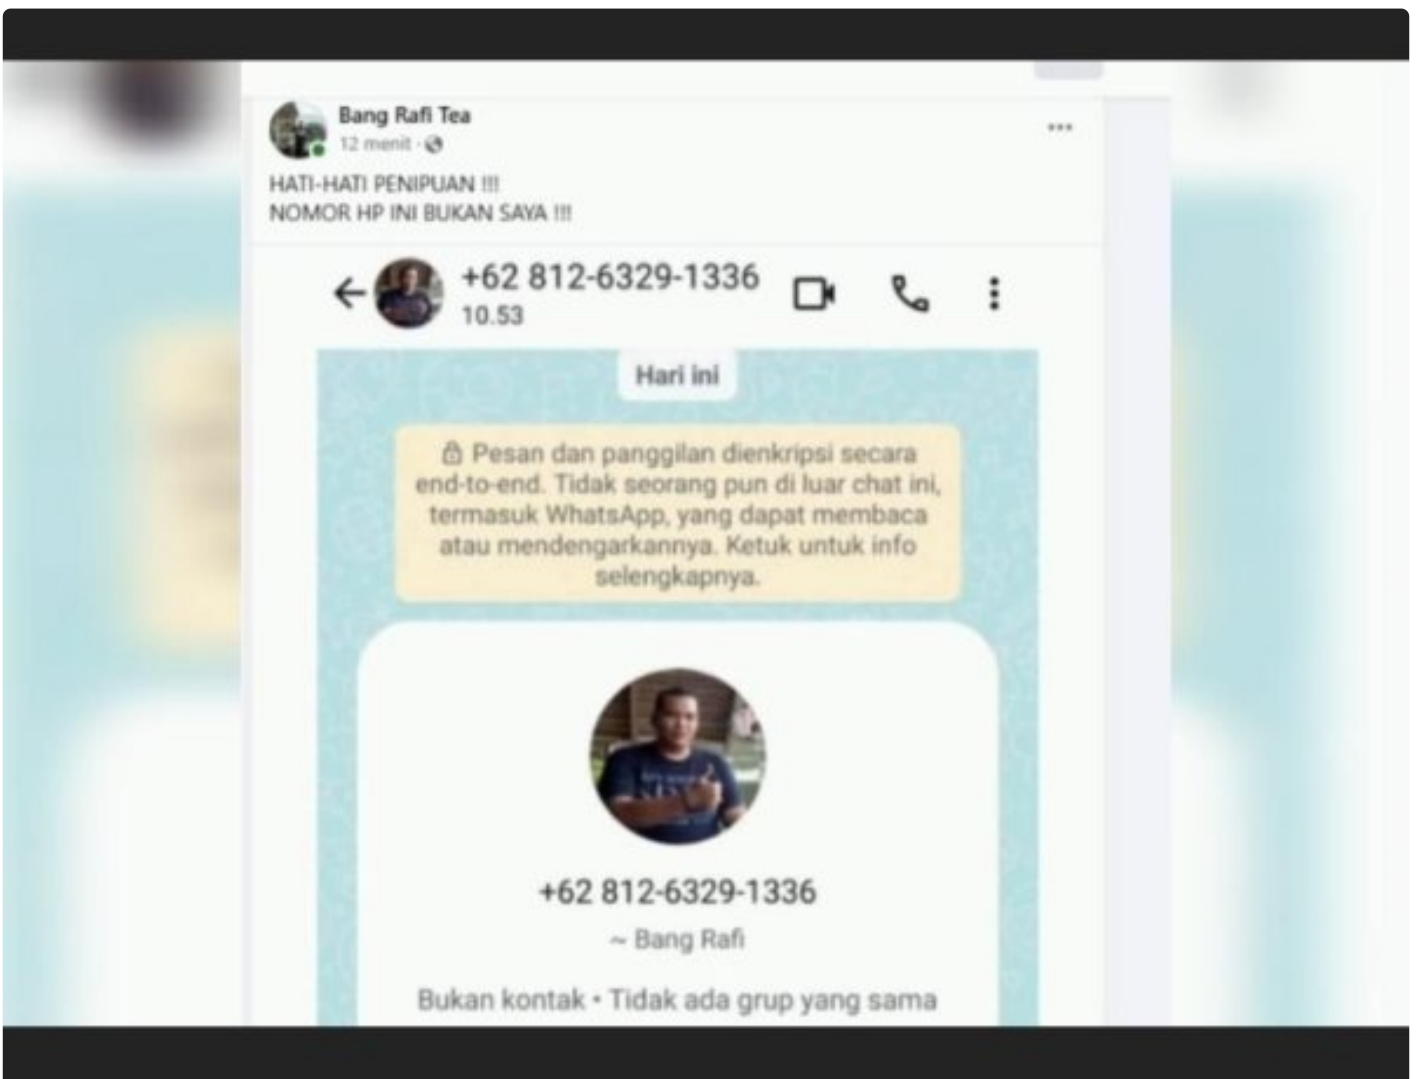 Bang Rafi Tea
12 menit ·
HATI-HATI PENIPUAN !!!
NOMOR HP INI BUKAN SAYA !!!
+62 812-6329-1336
10.53
Hari ini
Pesan dan panggilan dienkripsi secara
end-to-end. Tidak seorang pun di luar chat ini,
termasuk WhatsApp, yang dapat membaca
atau mendengarkannya. Ketuk untuk info
selengkapnya.
+62 812-6329-1336
~ Bang Rafi
Bukan kontak • Tidak ada grup yang sama